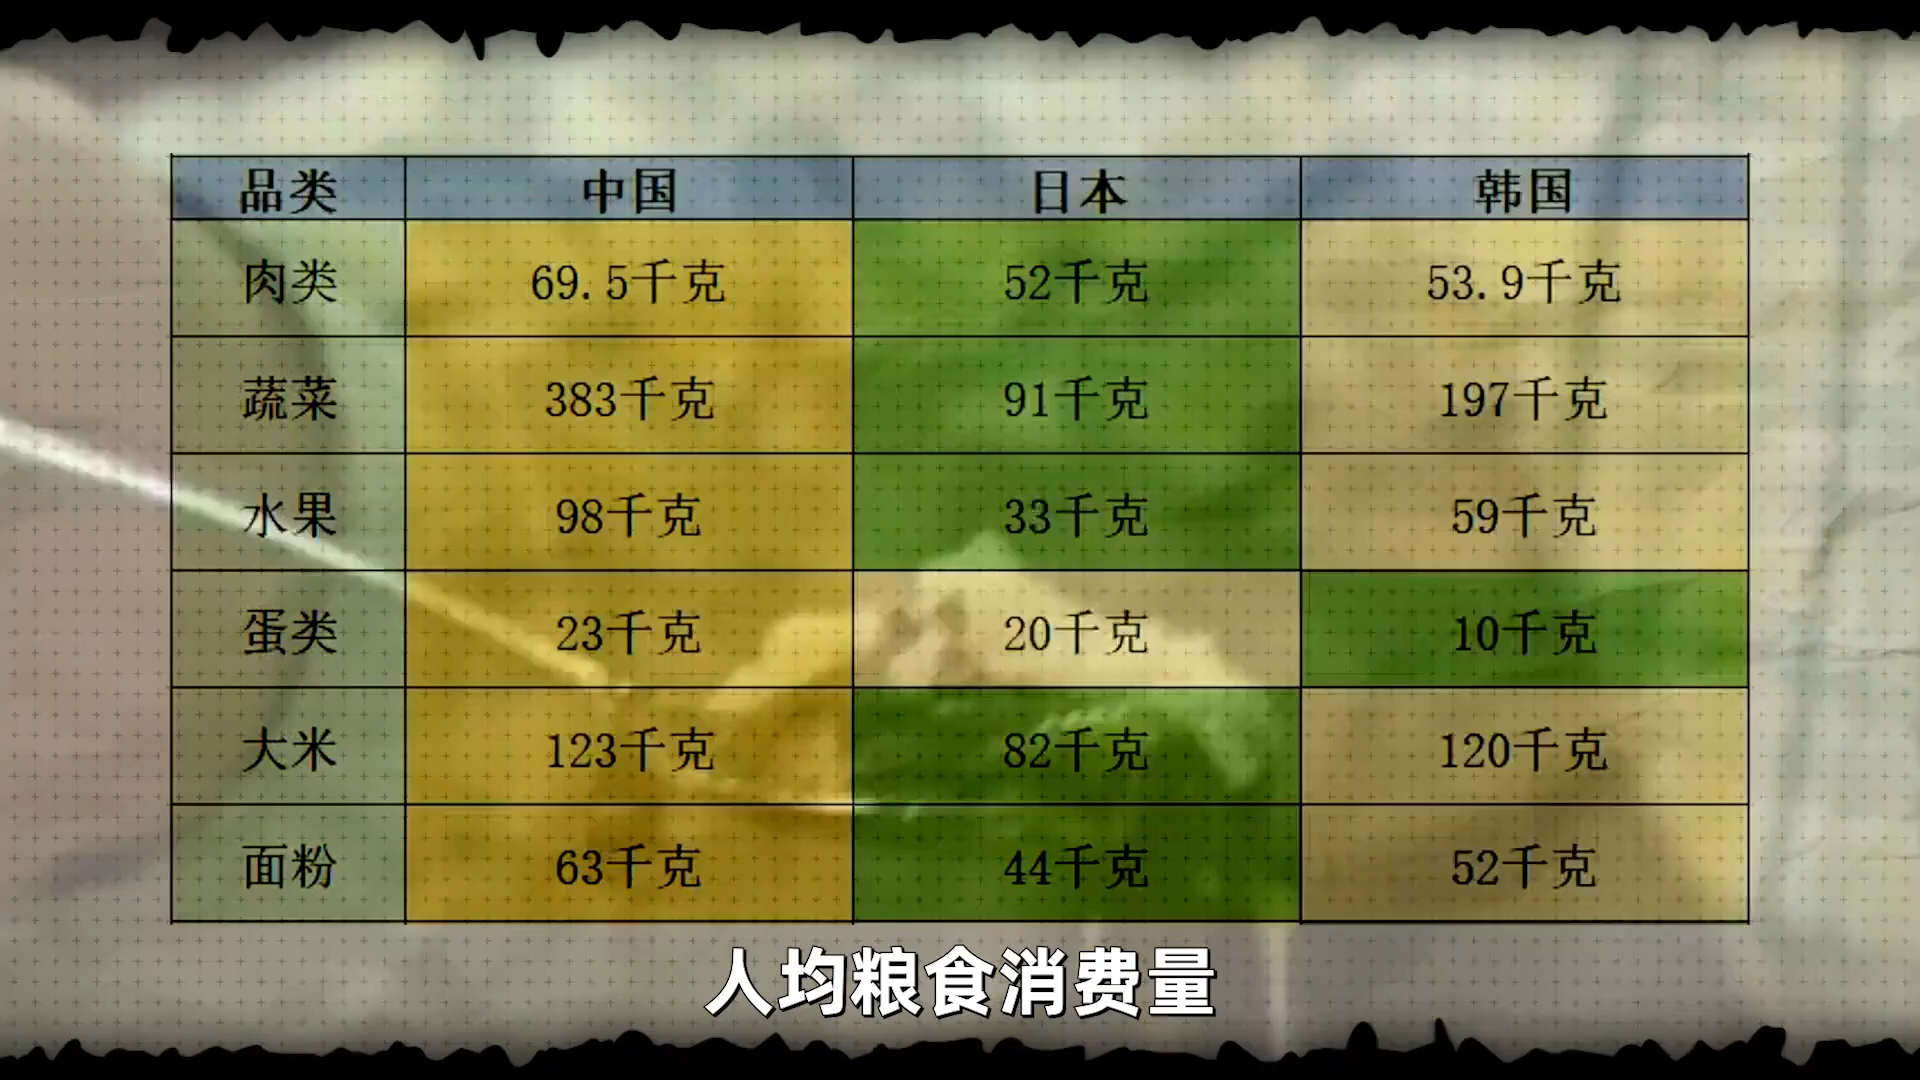 品类 中国 日本 韩国
肉类 69.5千克 52千克 53.9千克
蔬菜 383千克 91千克 197千克
水果 98千克 33千克 59千克
蛋类 23千克 20千克 10千克
大米 123千克 82千克 120千克
面粉 63千克 44千克 52千克
人均粮食消费量